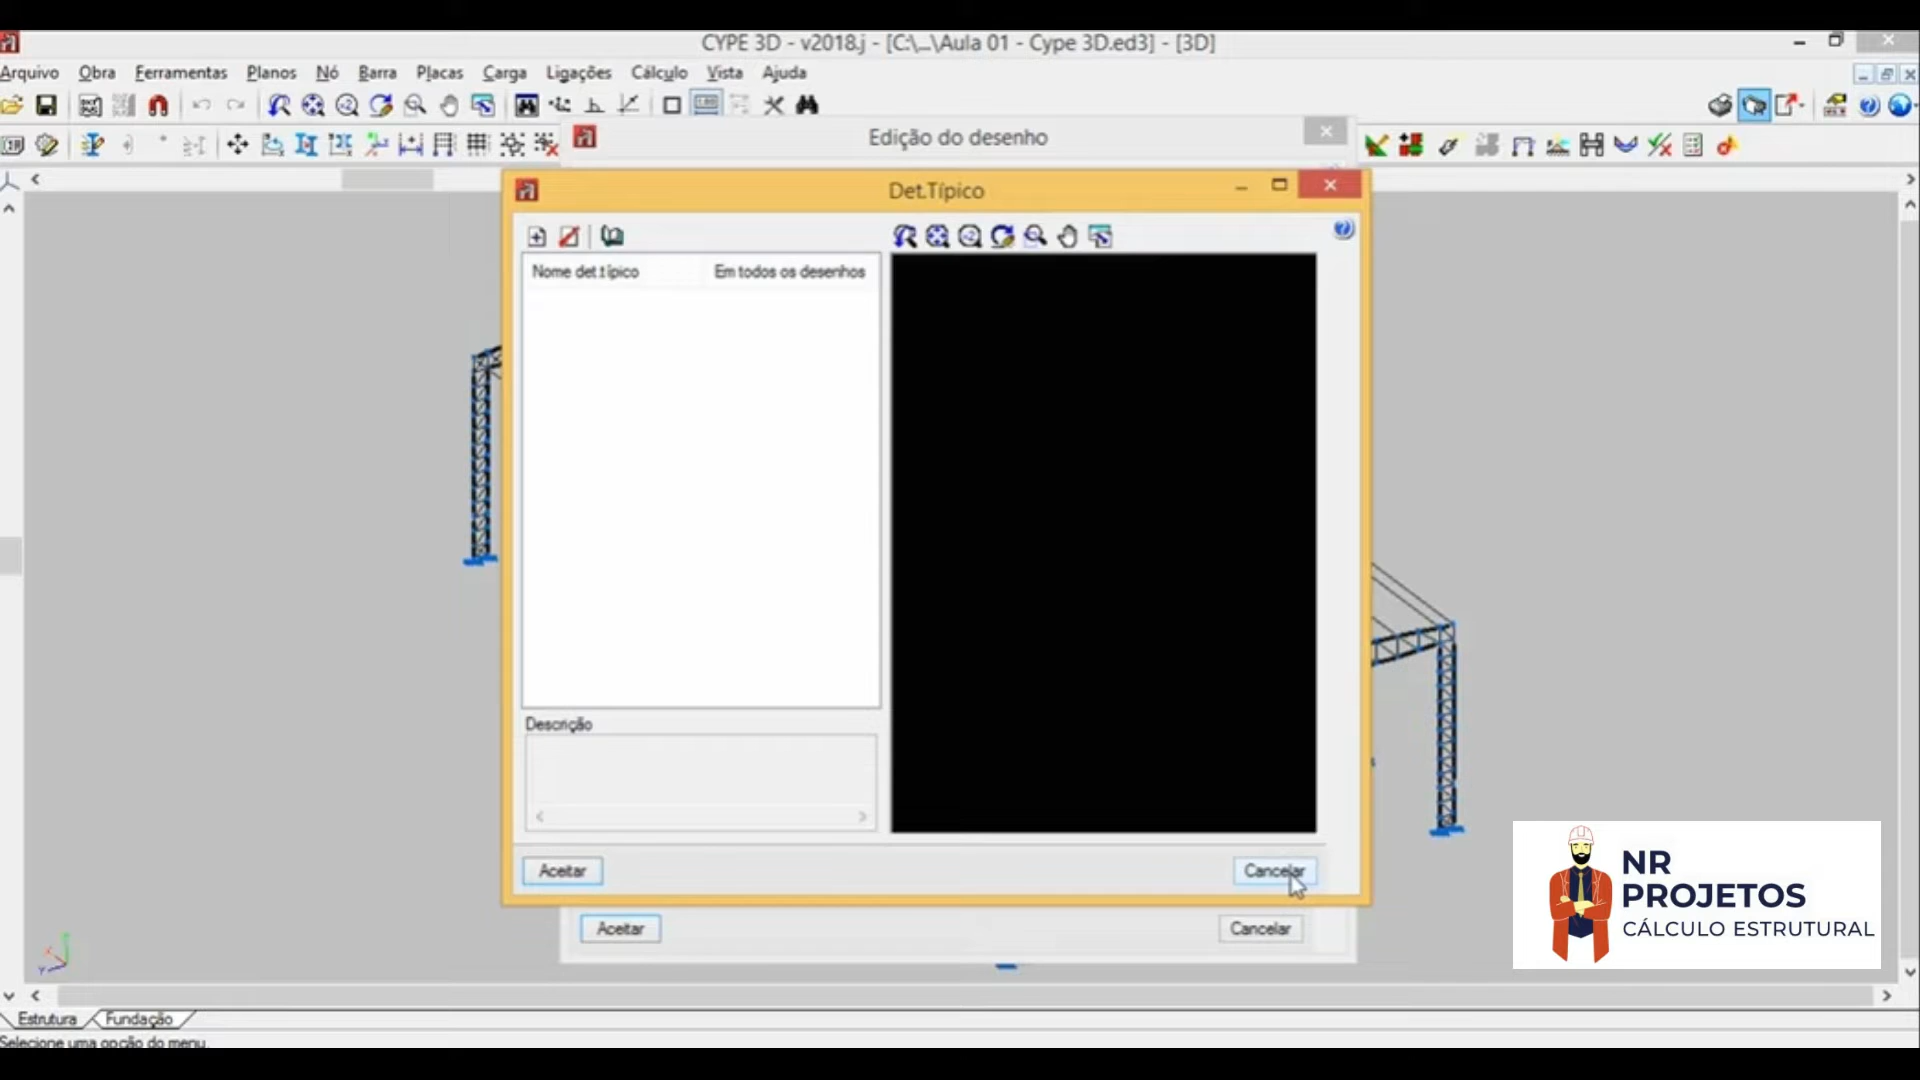 CYPE 3D - v2018.j - [C:\...\Aula 01 - Cype 3D.ed3] - [3D]
Arquivo Obra Ferramentas Planos Nó Barra Placas Carga Ligações Cálculo Vista Ajuda
Edição do desenho
Det.Típico
Nome det.típico Em todos os desenhos
Descrição
Aceitar Cancelar
Aceitar Cancelar
NR
PROJETOS
CÁLCULO ESTRUTURAL
Estrutura Fundação
Selecione uma opção do menu